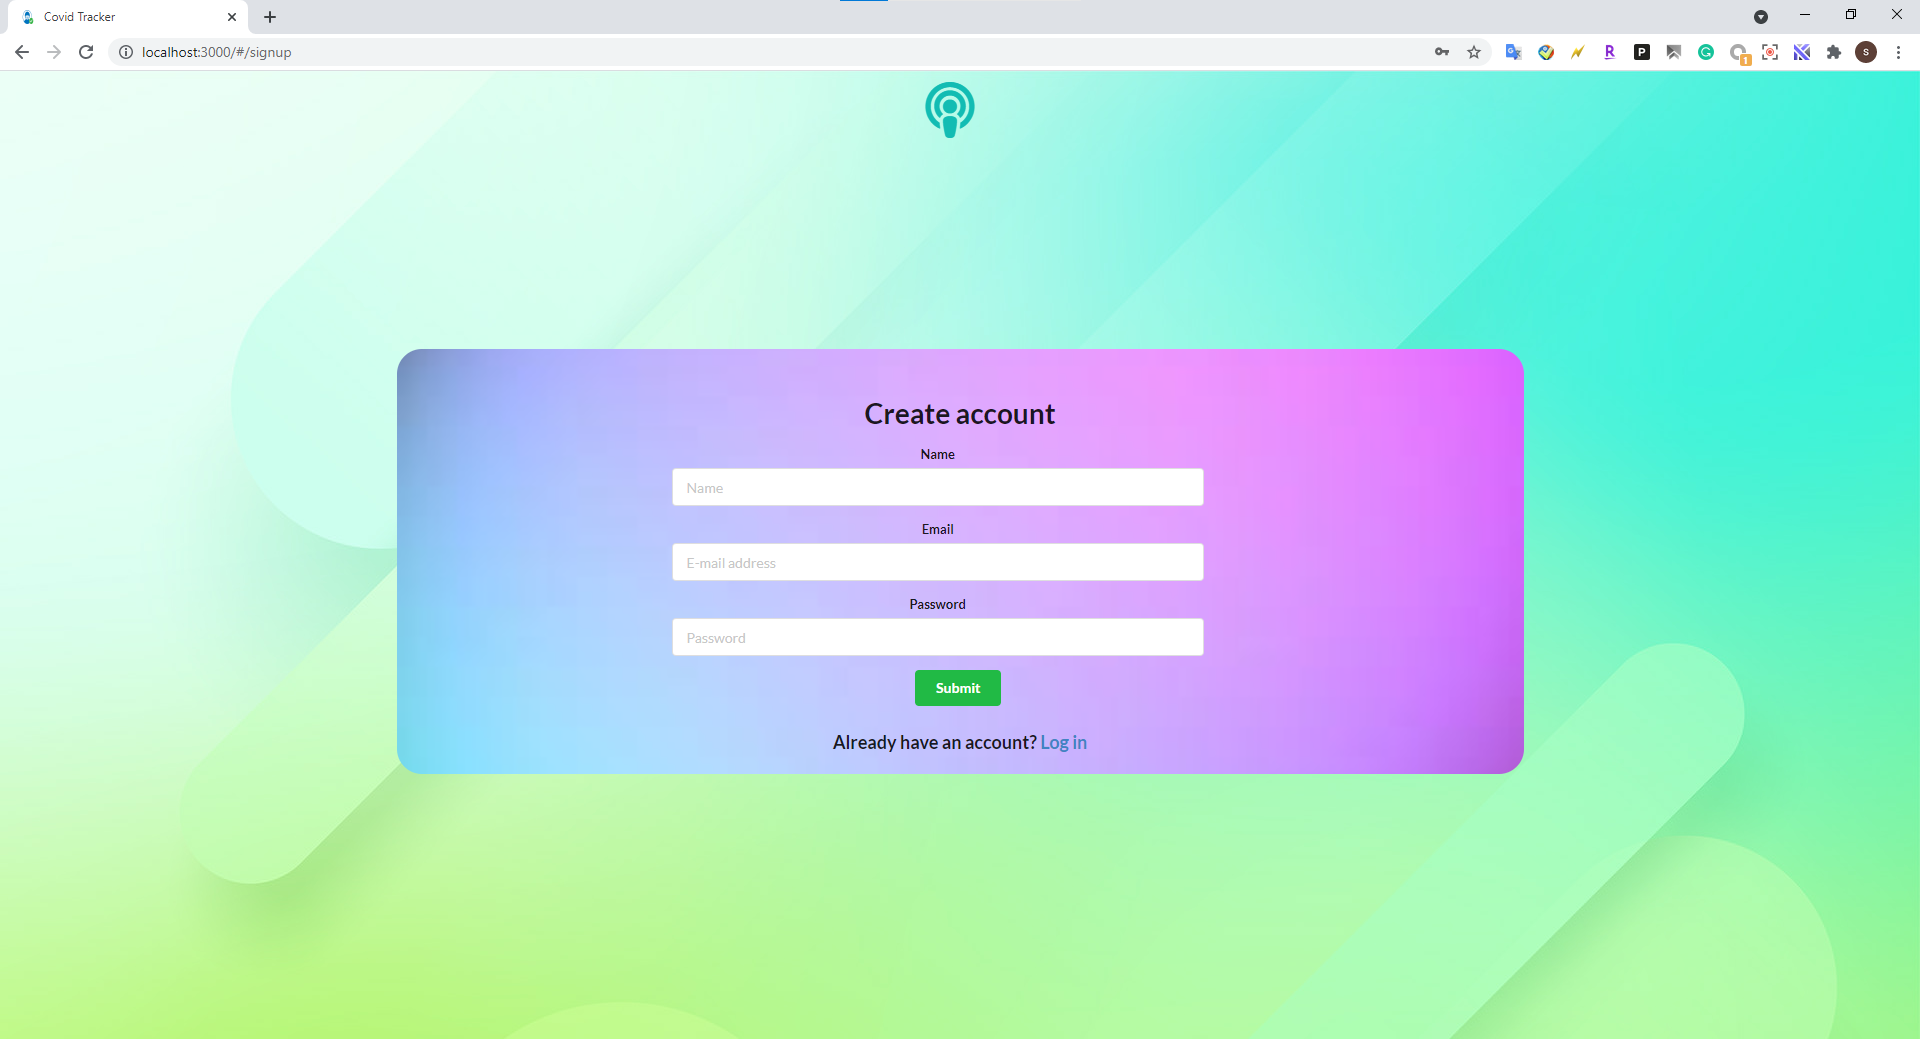 Covid Tracker
localhost:3000/#/signup
R
P
1
S
Create account
Name
Name
Email
E-mail address
Password
Password
Submit
Already have an account? Log in